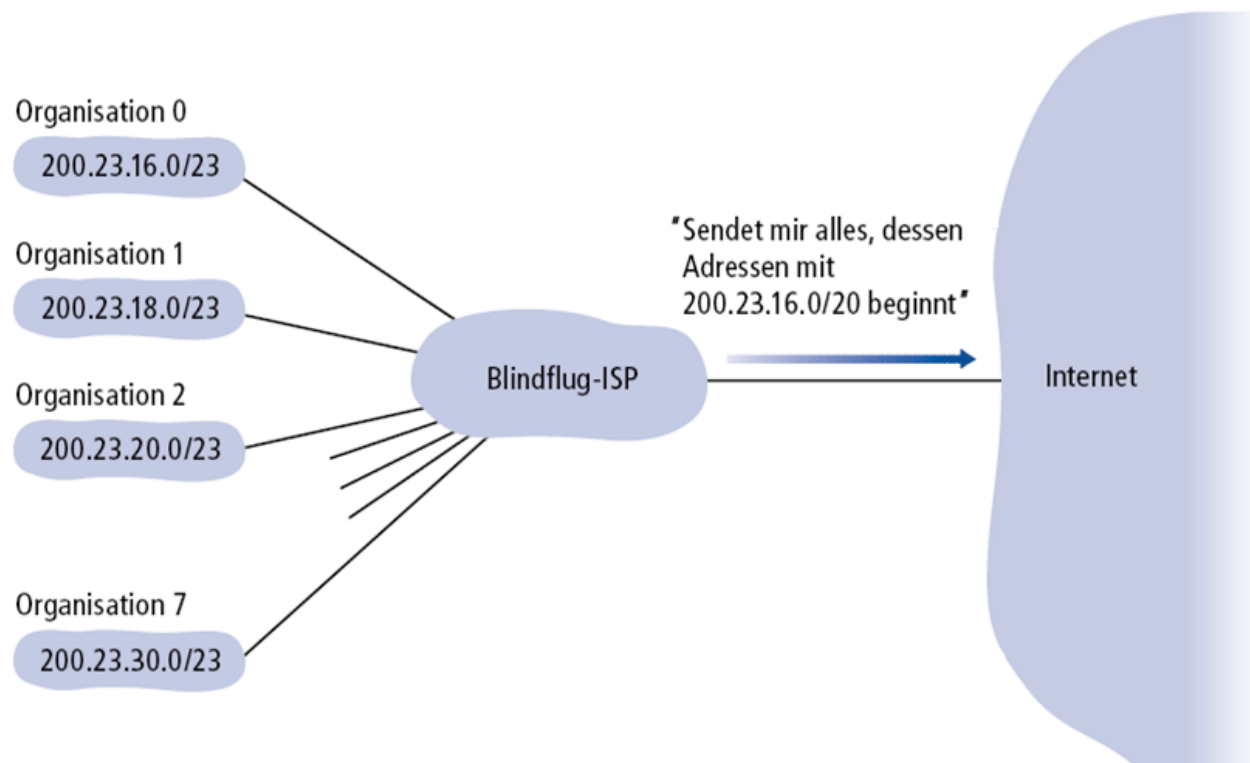 Organisation 0
200.23.16.0/23
Organisation 1
200.23.18.0/23
Organisation 2
200.23.20.0/23
Organisation 7
200.23.30.0/23
Blindflug-ISP
"Sendet mir alles, dessen
Adressen mit
200.23.16.0/20 beginnt"
Internet